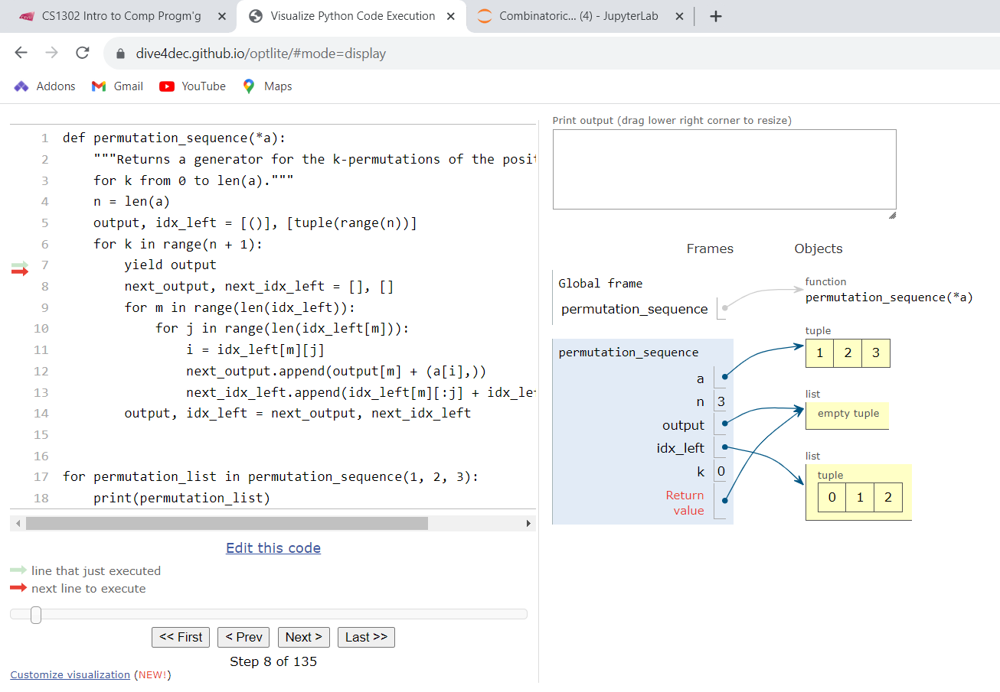 CS1302 Intro to Comp Progm'g
Visualize Python Code Execution
Combinatoric... (4) - JupyterLab
dive4dec.github.io/optlite/#mode=display
Addons Gmail YouTube Maps
1 def permutation_sequence(*a):
2     """Returns a generator for the k-permutations of the posit
3     for k from 0 to len(a)."""
4     n = len(a)
5     output, idx_left = [()], [tuple(range(n))]
6     for k in range(n + 1):
7         yield output
8         next_output, next_idx_left = [], []
9         for m in range(len(idx_left)):
10             for j in range(len(idx_left[m])):
11                 i = idx_left[m][j]
12                 next_output.append(output[m] + (a[i],))
13                 next_idx_left.append(idx_left[m][:j] + idx_le
14         output, idx_left = next_output, next_idx_left
15
16
17 for permutation_list in permutation_sequence(1, 2, 3):
18     print(permutation_list)
Edit this code
line that just executed
next line to execute
<< First < Prev Next > Last >>
Step 8 of 135
Customize visualization (NEW!)
Print output (drag lower right corner to resize)
Frames Objects
Global frame
permutation_sequence
function
permutation_sequence(*a)
permutation_sequence
a
n 3
output
idx_left
k 0
Return
value
tuple
1 2 3
list
empty tuple
list
tuple
0 1 2